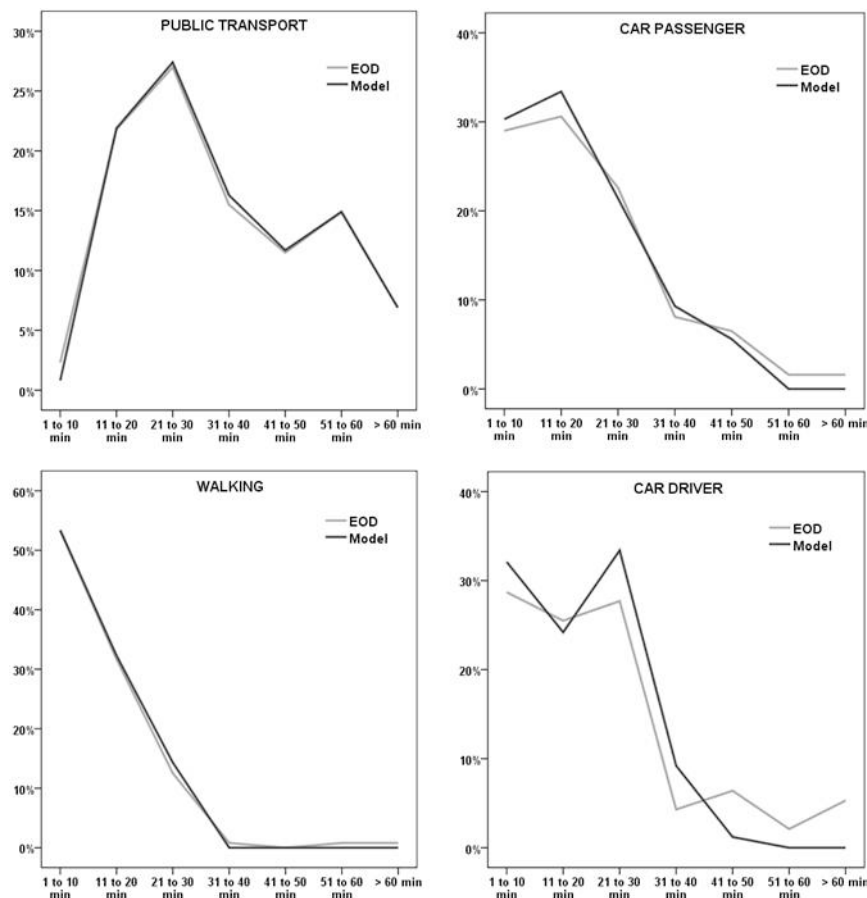 PUBLIC TRANSPORT
30%
25%
20%
15%
10%
5%
0%
EOD
Model
1 to 10 min
11 to 20 min
21 to 30 min
31 to 40 min
41 to 50 min
51 to 60 min
> 60 min
CAR PASSENGER
40%
30%
20%
10%
0%
EOD
Model
1 to 10 min
11 to 20 min
21 to 30 min
31 to 40 min
41 to 50 min
51 to 60 min
> 60 min
WALKING
60%
50%
40%
30%
20%
10%
0%
EOD
Model
1 to 10 min
11 to 20 min
21 to 30 min
31 to 40 min
41 to 50 min
51 to 60 min
> 60 min
CAR DRIVER
40%
30%
20%
10%
0%
EOD
Model
1 to 10 min
11 to 20 min
21 to 30 min
31 to 40 min
41 to 50 min
51 to 60 min
> 60 min